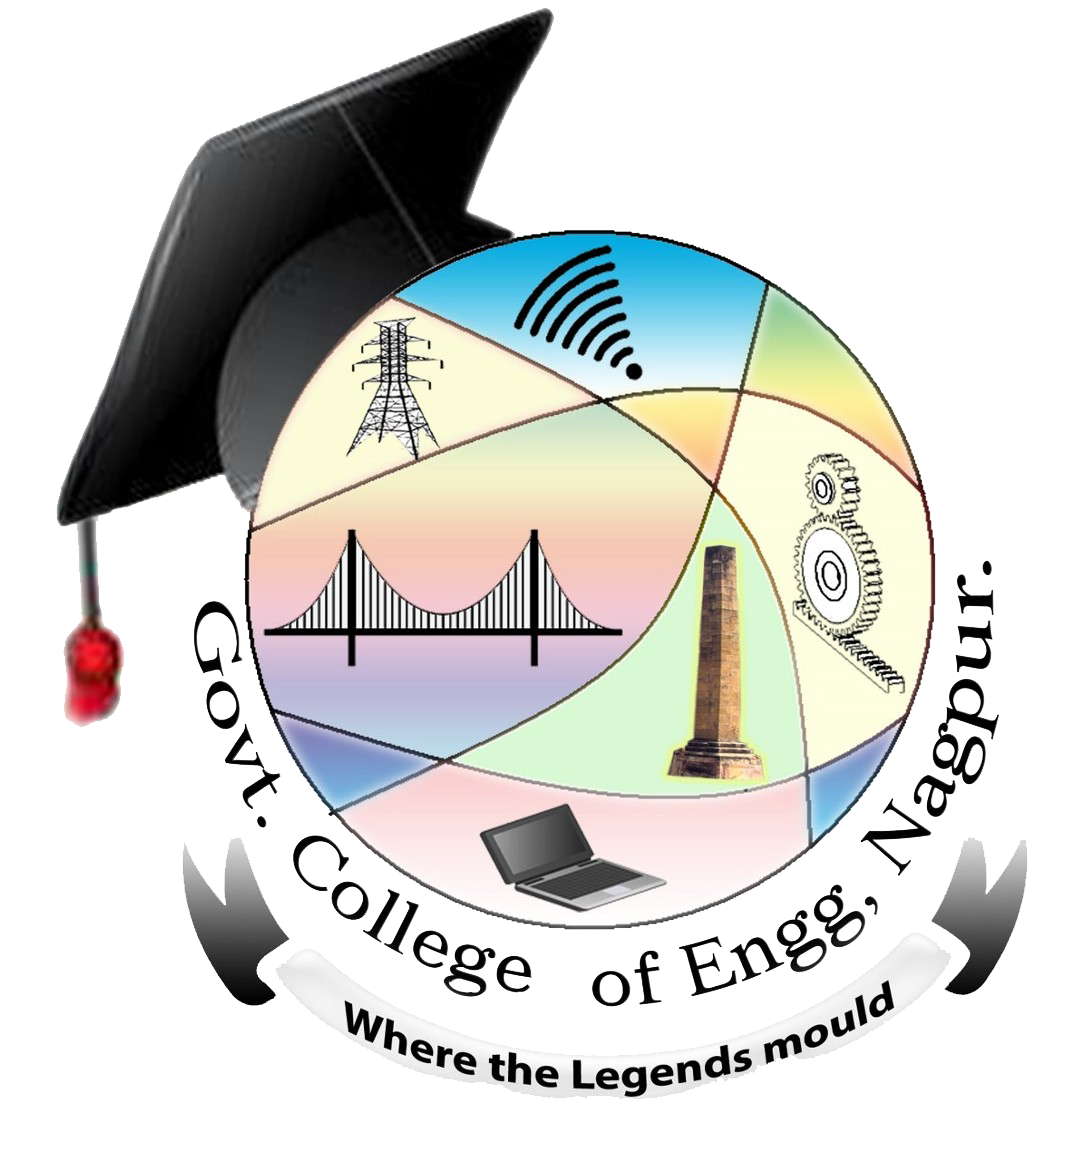 Govt. College of Engg, Nagpur.
Where the Legends mould